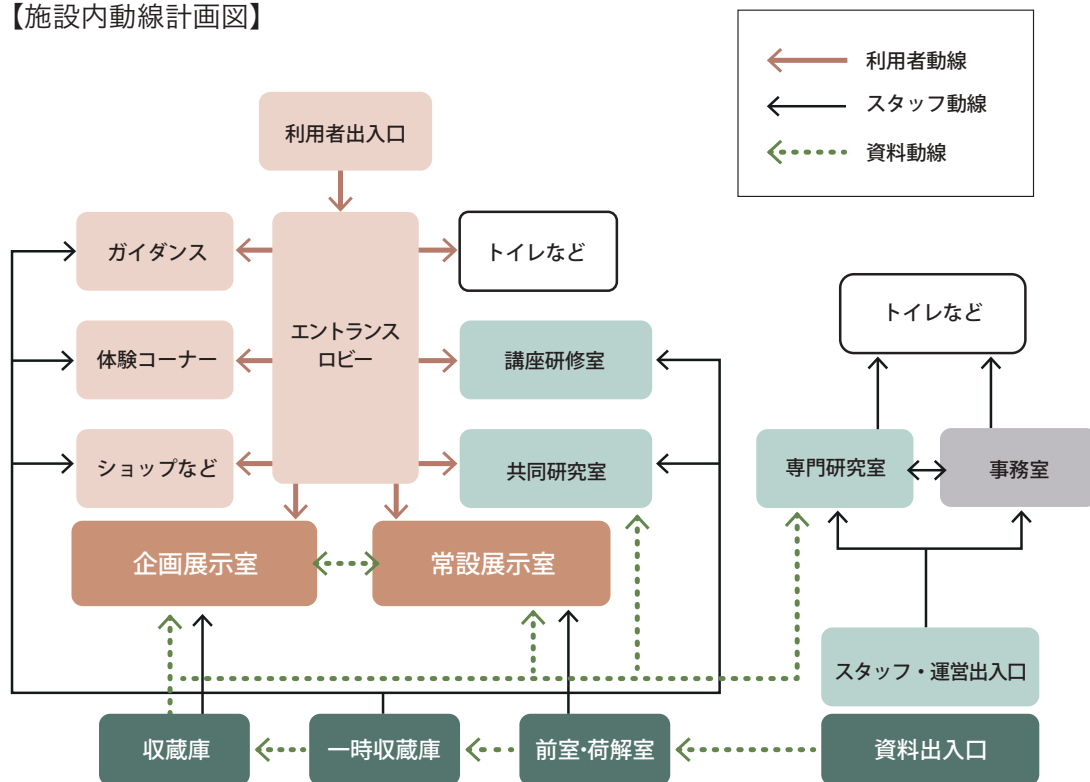 【施設内動線計画図】
利用者動線
スタッフ動線
資料動線
利用者出入口
ガイダンス
エントランス
ロビー
トイレなど
体験コーナー
講座研修室
トイレなど
ショップなど
共同研究室
専門研究室
事務室
企画展示室
常設展示室
スタッフ・運営出入口
収蔵庫
一時収蔵庫
前室・荷解室
資料出入口